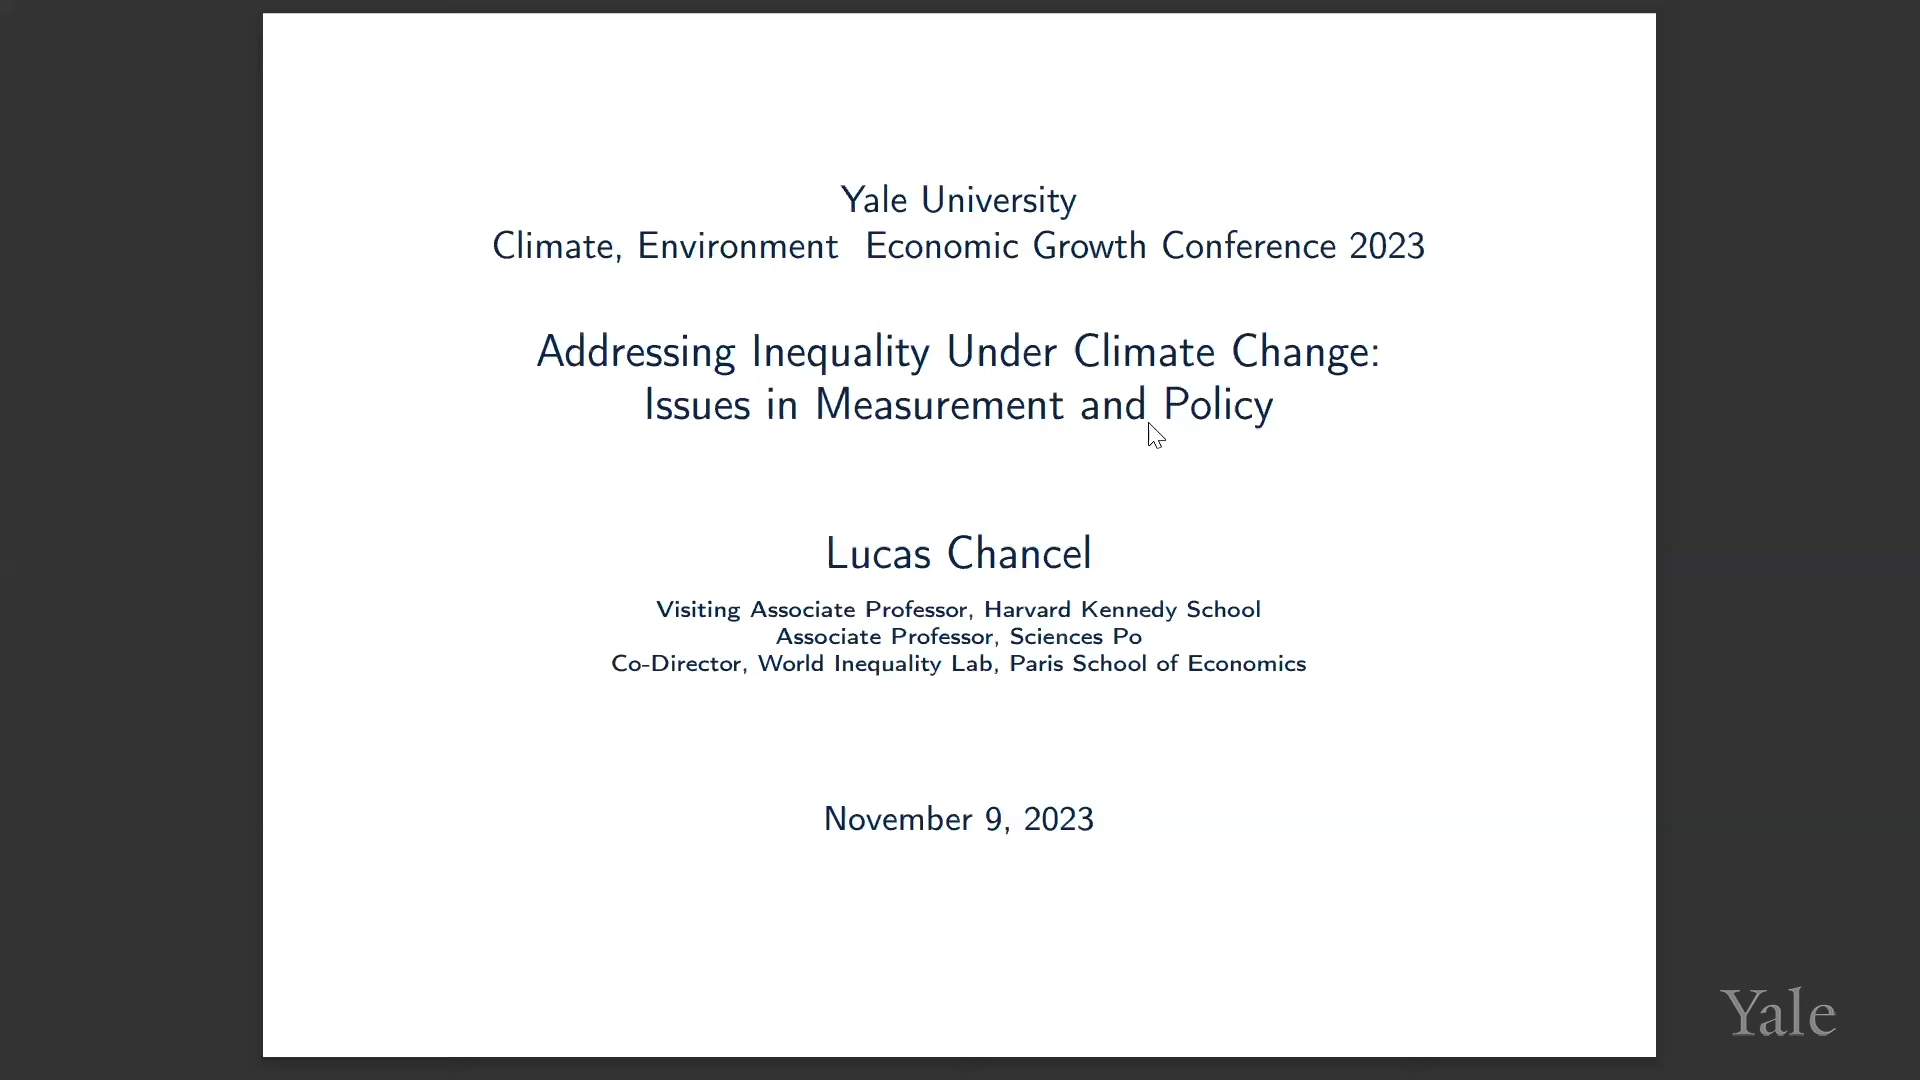 Yale University
Climate, Environment Economic Growth Conference 2023
Addressing Inequality Under Climate Change:
Issues in Measurement and Policy
Lucas Chancel
Visiting Associate Professor, Harvard Kennedy School
Associate Professor, Sciences Po
Co-Director, World Inequality Lab, Paris School of Economics
November 9, 2023
Yale